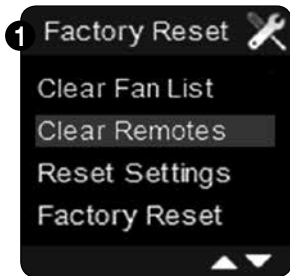 1 Factory Reset
Clear Fan List
Clear Remotes
Reset Settings
Factory Reset